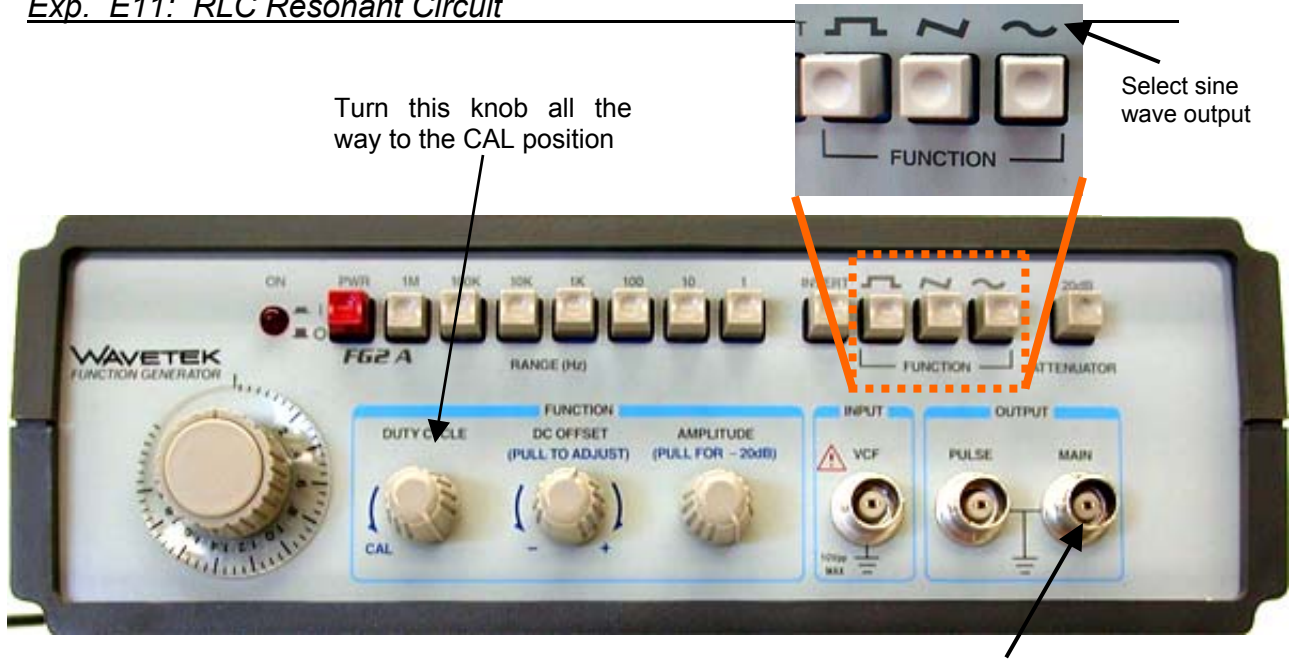 Exp. E11: RLC Resonant Circuit
FUNCTION
Select sine
wave output
Turn this knob all the
way to the CAL position
ON PWR 1M 100K 10K 1K 100 10 1 INVERT 20dB
I
O
WAVETEK
FUNCTION GENERATOR
FG2 A
RANGE (Hz)
FUNCTION
ATTENUATOR
FUNCTION
INPUT
OUTPUT
DUTY CYCLE
DC OFFSET
(PULL TO ADJUST)
AMPLITUDE
(PULL FOR - 20dB)
VCF
PULSE
MAIN
CAL
- +
MAX